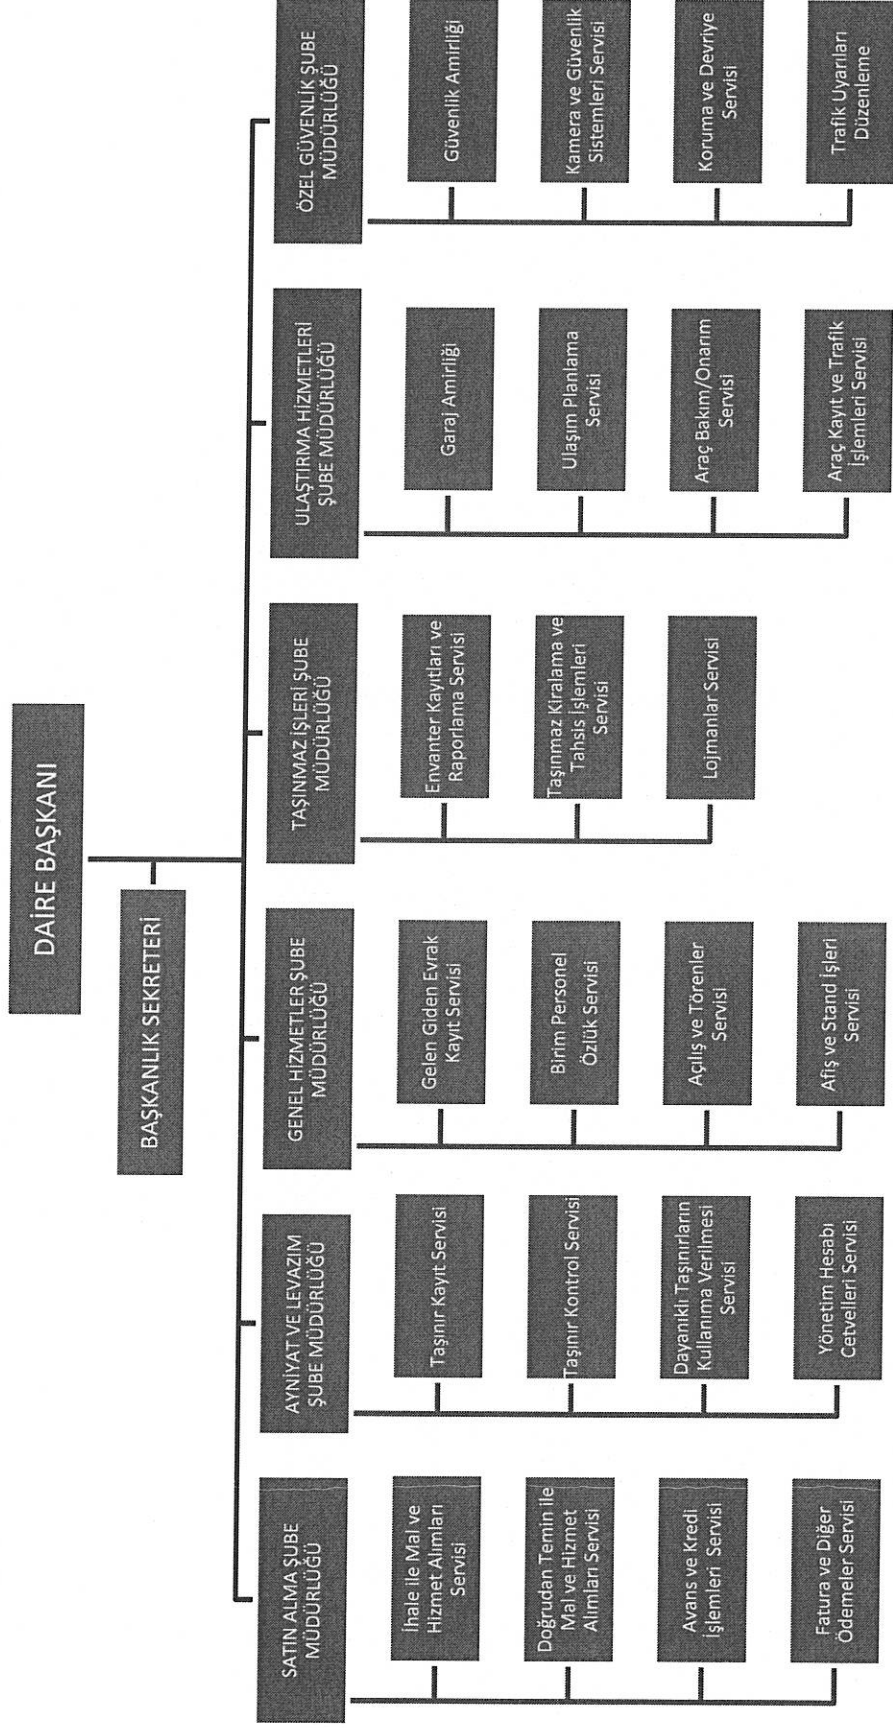 DAİRE BAŞKANI
BAŞKANLIK SEKRETERİ
SATIN ALMA ŞUBE
MÜDÜRLÜĞÜ
İhale ile Mal ve
Hizmet Alımları
Servisi
Doğrudan Temin ile
Mal ve Hizmet
Alımları Servisi
Avans ve Kredi
İşlemleri Servisi
Fatura ve Diğer
Ödemeler Servisi
AYNİYAT VE LEVAZIM
ŞUBE MÜDÜRLÜĞÜ
Taşınır Kayıt Servisi
Taşınır Kontrol Servisi
Dayanıklı Taşınırların
Kullanıma Verilmesi
Servisi
Yönetim Hesabı
Cetvelleri Servisi
GENEL HİZMETLER ŞUBE
MÜDÜRLÜĞÜ
Gelen Giden Evrak
Kayıt Servisi
Birim Personel
Özlük Servisi
Açılış ve Törenler
Servisi
Afiş ve Stand İşleri
Servisi
TAŞINMAZ İŞLERİ ŞUBE
MÜDÜRLÜĞÜ
Envanter Kayıtları ve
Raporlama Servisi
Taşınmaz Kiralama ve
Tahsis İşlemleri
Servisi
Lojmanlar Servisi
ULAŞTIRMA HİZMETLERİ
ŞUBE MÜDÜRLÜĞÜ
Garaj Amirliği
Ulaşım Planlama
Servisi
Araç Bakım/Onarım
Servisi
Araç Kayıt ve Trafik
İşlemleri Servisi
ÖZEL GÜVENLİK ŞUBE
MÜDÜRLÜĞÜ
Güvenlik Amirliği
Kamera ve Güvenlik
Sistemleri Servisi
Koruma ve Devriye
Servisi
Trafik Uyarıları
Düzenleme